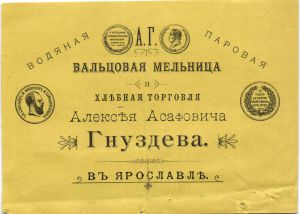 ВОДЯНАЯ А.Г. ПАРОВАЯ
ВАЛЬЦОВАЯ МЕЛЬНИЦА
и
ХЛѢБНАЯ ТОРГОВЛЯ
Алексѣя Асафовича
Гнуздева.
ВЪ ЯРОСЛАВЛѢ.